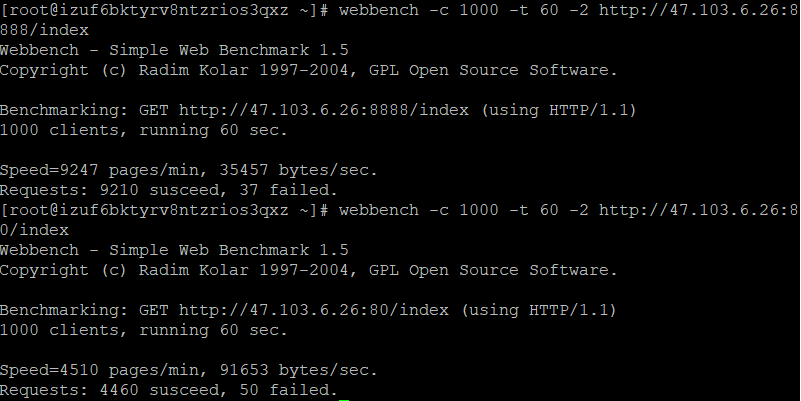 [root@izuf6bktyrv8ntzrios3qxz ~]# webbench -c 1000 -t 60 -2 http://47.103.6.26:8
888/index
Webbench - Simple Web Benchmark 1.5
Copyright (c) Radim Kolar 1997-2004, GPL Open Source Software.

Benchmarking: GET http://47.103.6.26:8888/index (using HTTP/1.1)
1000 clients, running 60 sec.

Speed=9247 pages/min, 35457 bytes/sec.
Requests: 9210 susceed, 37 failed.
[root@izuf6bktyrv8ntzrios3qxz ~]# webbench -c 1000 -t 60 -2 http://47.103.6.26:8
0/index
Webbench - Simple Web Benchmark 1.5
Copyright (c) Radim Kolar 1997-2004, GPL Open Source Software.

Benchmarking: GET http://47.103.6.26:80/index (using HTTP/1.1)
1000 clients, running 60 sec.

Speed=4510 pages/min, 91653 bytes/sec.
Requests: 4460 susceed, 50 failed.